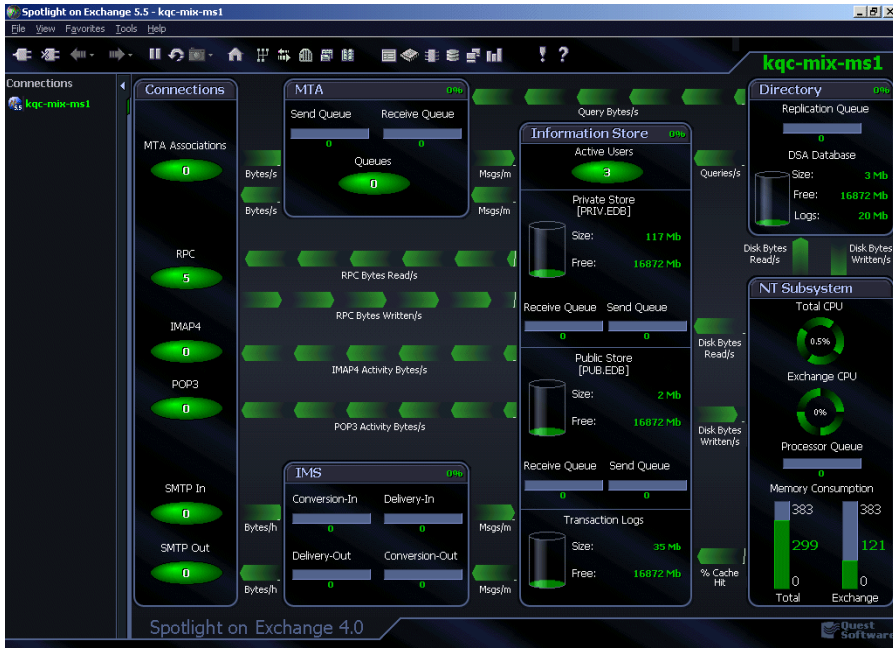 Spotlight on Exchange 5.5 - kqc-mix-ms1
File View Favorites Tools Help
kqc-mix-ms1
Connections
5.5 kqc-mix-ms1
Connections
MTA Associations
0
RPC
5
IMAP4
0
POP3
0
SMTP In
0
SMTP Out
0
Bytes/s
Bytes/s
MTA 0%
Send Queue Receive Queue
0 0
Queues
0
Msgs/m
Msgs/m
Query Bytes/s
RPC Bytes Read/s
RPC Bytes Written/s
IMAP4 Activity Bytes/s
POP3 Activity Bytes/s
Bytes/h
Bytes/h
IMS 0%
Conversion-In Delivery-In
0 0
Delivery-Out Conversion-Out
0 0
Msgs/m
Msgs/m
Information Store 0%
Active Users
3
Private Store
[PRIV.EDB]
Size: 117 Mb
Free: 16872 Mb
Receive Queue Send Queue
0 0
Public Store
[PUB.EDB]
Size: 2 Mb
Free: 16872 Mb
Receive Queue Send Queue
0 0
Transaction Logs
Size: 35 Mb
Free: 16872 Mb
Queries/s
Disk Bytes
Read/s
Disk Bytes
Written/s
% Cache
Hit
Directory 0%
Replication Queue
0
DSA Database
Size: 3 Mb
Free: 16872 Mb
Logs: 20 Mb
Disk Bytes
Read/s
Disk Bytes
Written/s
NT Subsystem
Total CPU
0.5%
Exchange CPU
0%
Processor Queue
0
Memory Consumption
383 383
299 121
0 0
Total Exchange
Spotlight on Exchange 4.0
Quest
Software